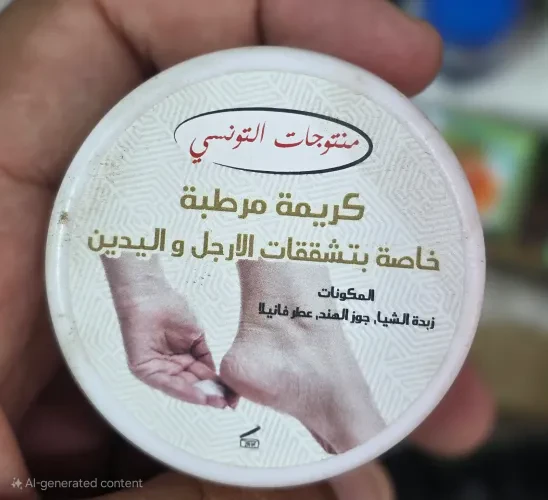 منتوجات التونسي
كريمة مرطبة
خاصة بتشققات الارجل و اليدين
المكونات
زبدة الشيا, جوز الهند, عطر فانيلا
AI-generated content